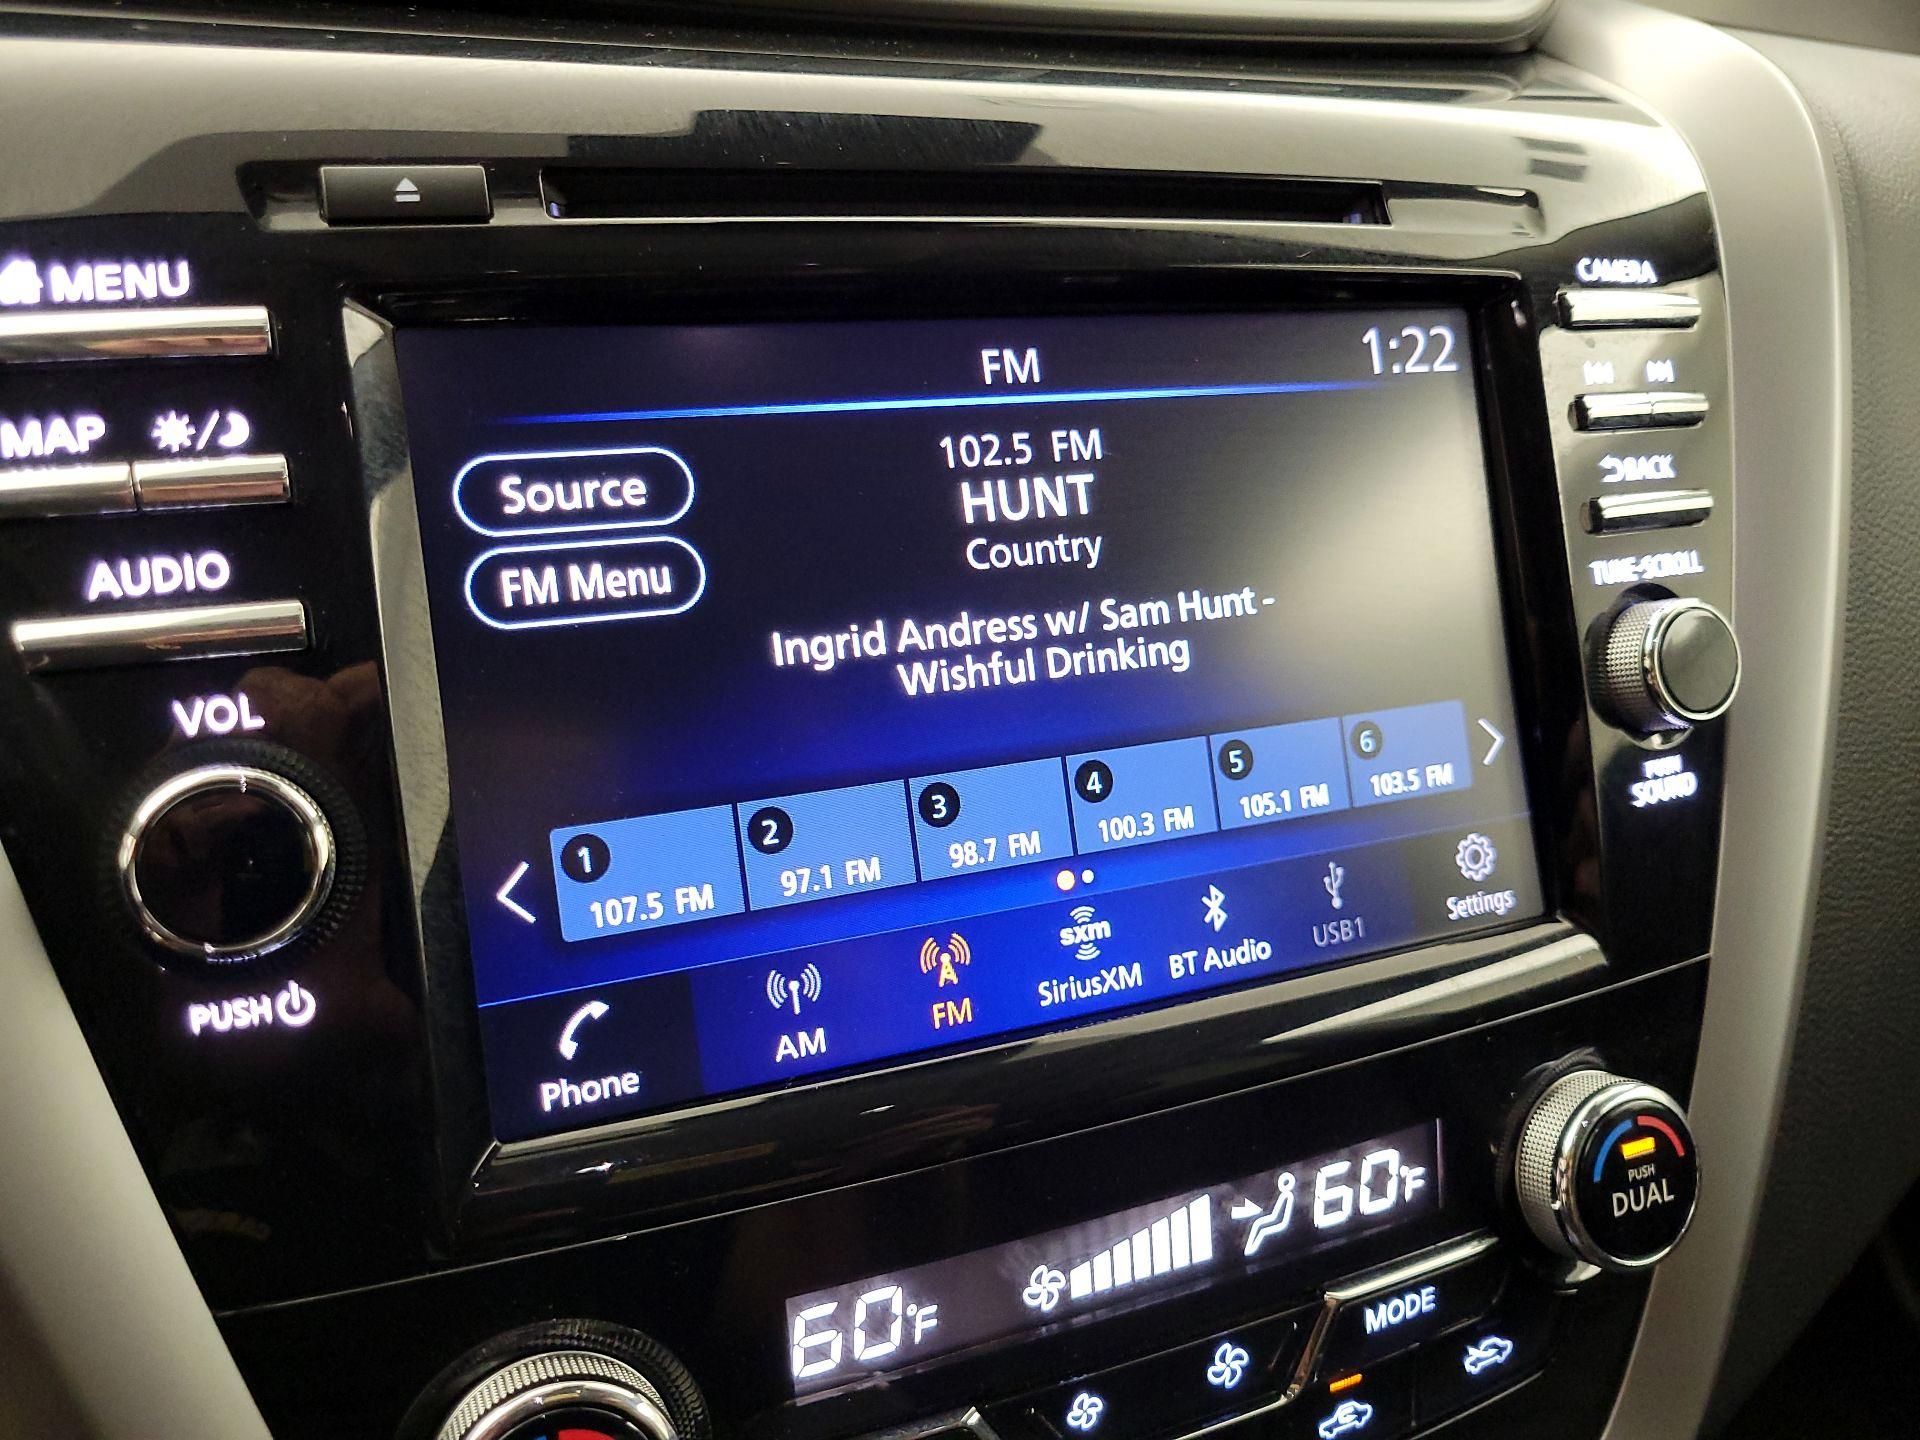 MENU
MAP
AUDIO
VOL
PUSH
FM
1:22
Source
FM Menu
102.5 FM
HUNT
Country
Ingrid Andress w/ Sam Hunt -
Wishful Drinking
1
107.5 FM
2
97.1 FM
3
98.7 FM
4
100.3 FM
5
105.1 FM
6
103.5 FM
Phone
AM
FM
sxm
SiriusXM
BT Audio
USB1
Settings
CAMERA
BACK
TUNE-SCROLL
PUSH
SOUND
60°F
60°F
PUSH
DUAL
MODE